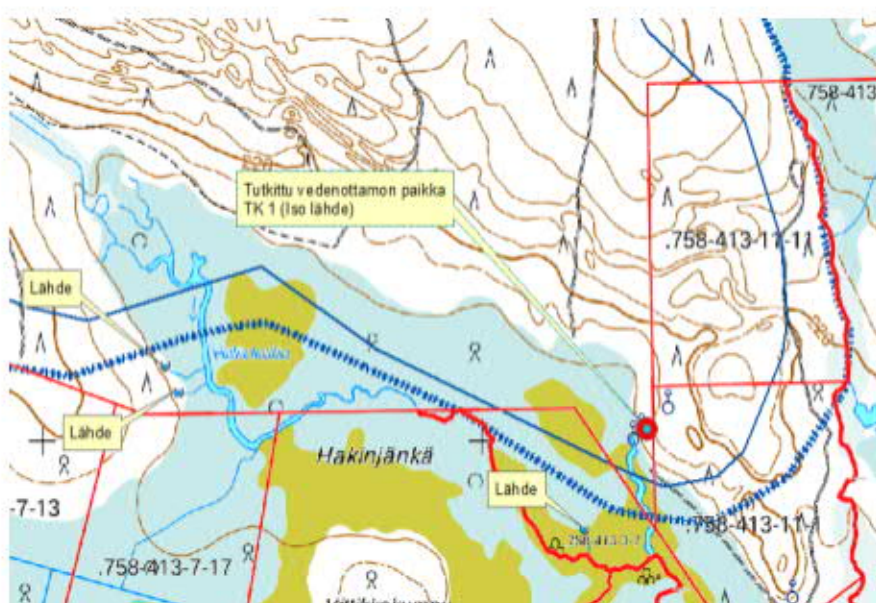 758-413
Tutkittu vedenottamon paikka
TK 1 (Iso lähde)
.758-413-11-11
Lähde
Lähde
Hakinjänkä
Lähde
-7-13
.758-413-11-1
.758-413-7-17